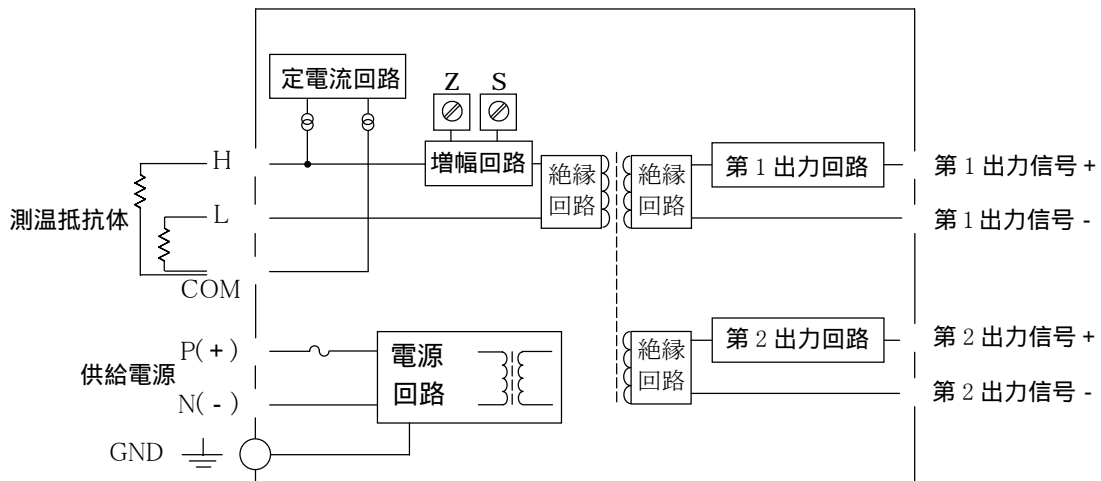 定電流回路
Z S
増幅回路
絶縁
回路
絶縁
回路
第1出力回路
第1出力信号+
第1出力信号-
H
L
COM
測温抵抗体
P(+)
N(-)
供給電源
GND
電源
回路
絶縁
回路
第2出力回路
第2出力信号+
第2出力信号-